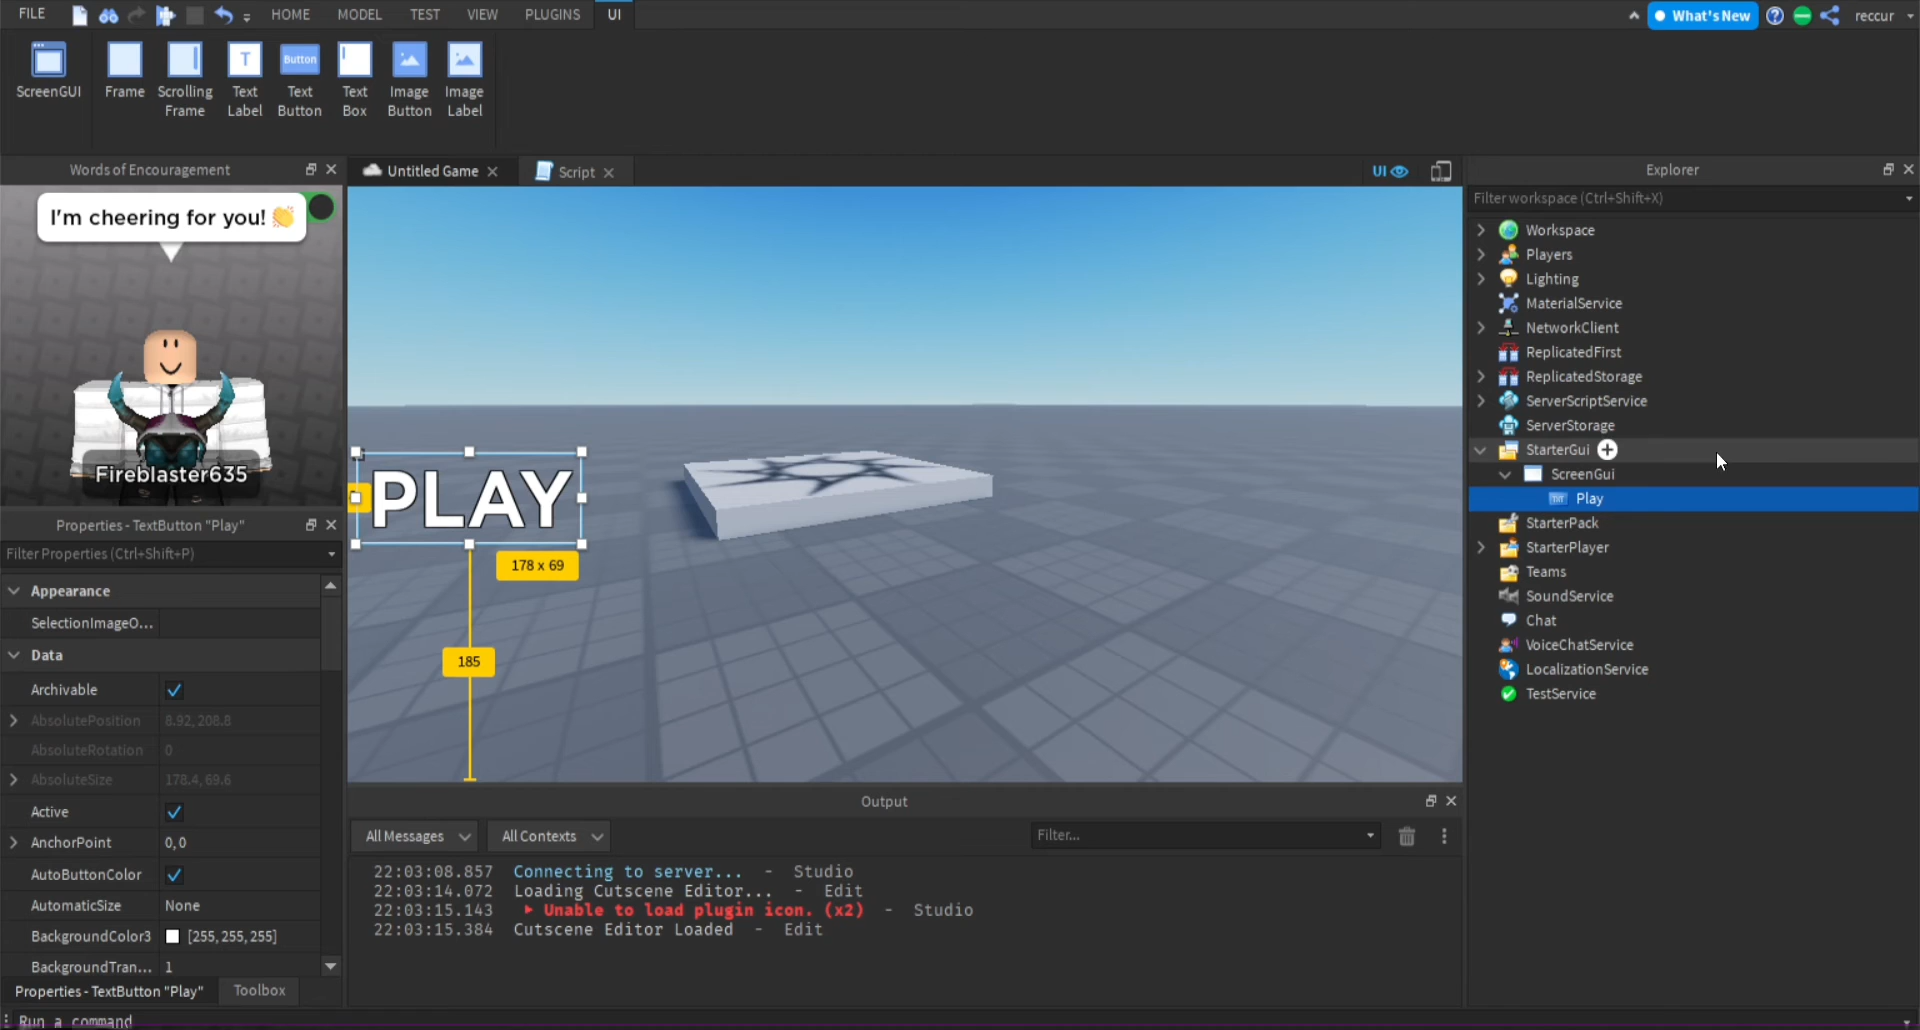 FILE HOME MODEL TEST VIEW PLUGINS UI What's New reccur
ScreenGUI Frame Scrolling Frame Text Label Text Button Text Box Image Button Image Label
T Button
Words of Encouragement
I'm cheering for you! 👏
Fireblaster635
Properties - TextButton "Play"
Filter Properties (Ctrl+Shift+P)
Appearance
SelectionImageO...
Data
Archivable
AbsolutePosition 8.92, 208.8
AbsoluteRotation 0
AbsoluteSize 178.4, 69.6
Active
AnchorPoint 0, 0
AutoButtonColor
AutomaticSize None
BackgroundColor3 [255, 255, 255]
BackgroundTran... 1
Properties - TextButton "Play" Toolbox
Run a command
Untitled Game Script UI
PLAY
178 x 69
185
Output
All Messages All Contexts Filter...
22:03:08.857 Connecting to server... - Studio
22:03:14.072 Loading Cutscene Editor... - Edit
22:03:15.143 Unable to load plugin icon. (x2) - Studio
22:03:15.384 Cutscene Editor Loaded - Edit
Explorer
Filter workspace (Ctrl+Shift+X)
Workspace
Players
Lighting
MaterialService
NetworkClient
ReplicatedFirst
ReplicatedStorage
ServerScriptService
ServerStorage
StarterGui
ScreenGui
Play
StarterPack
StarterPlayer
Teams
SoundService
Chat
VoiceChatService
LocalizationService
TestService